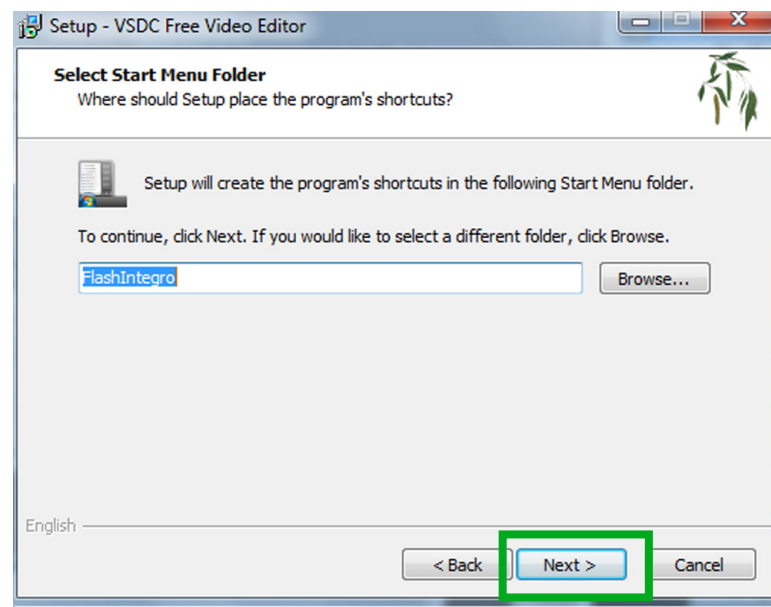 Setup - VSDC Free Video Editor
Select Start Menu Folder
Where should Setup place the program's shortcuts?
Setup will create the program's shortcuts in the following Start Menu folder.
To continue, click Next. If you would like to select a different folder, click Browse.
FlashIntegro
Browse...
English
< Back
Next >
Cancel